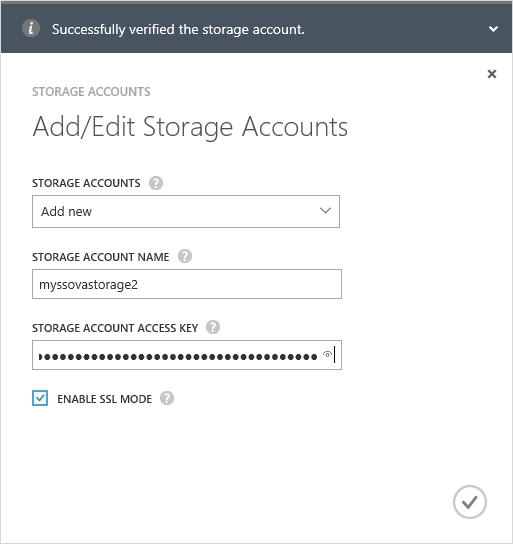 Successfully verified the storage account.
STORAGE ACCOUNTS
Add/Edit Storage Accounts
STORAGE ACCOUNTS ?
Add new
STORAGE ACCOUNT NAME ?
myssovastorage2
STORAGE ACCOUNT ACCESS KEY ?
ENABLE SSL MODE ?